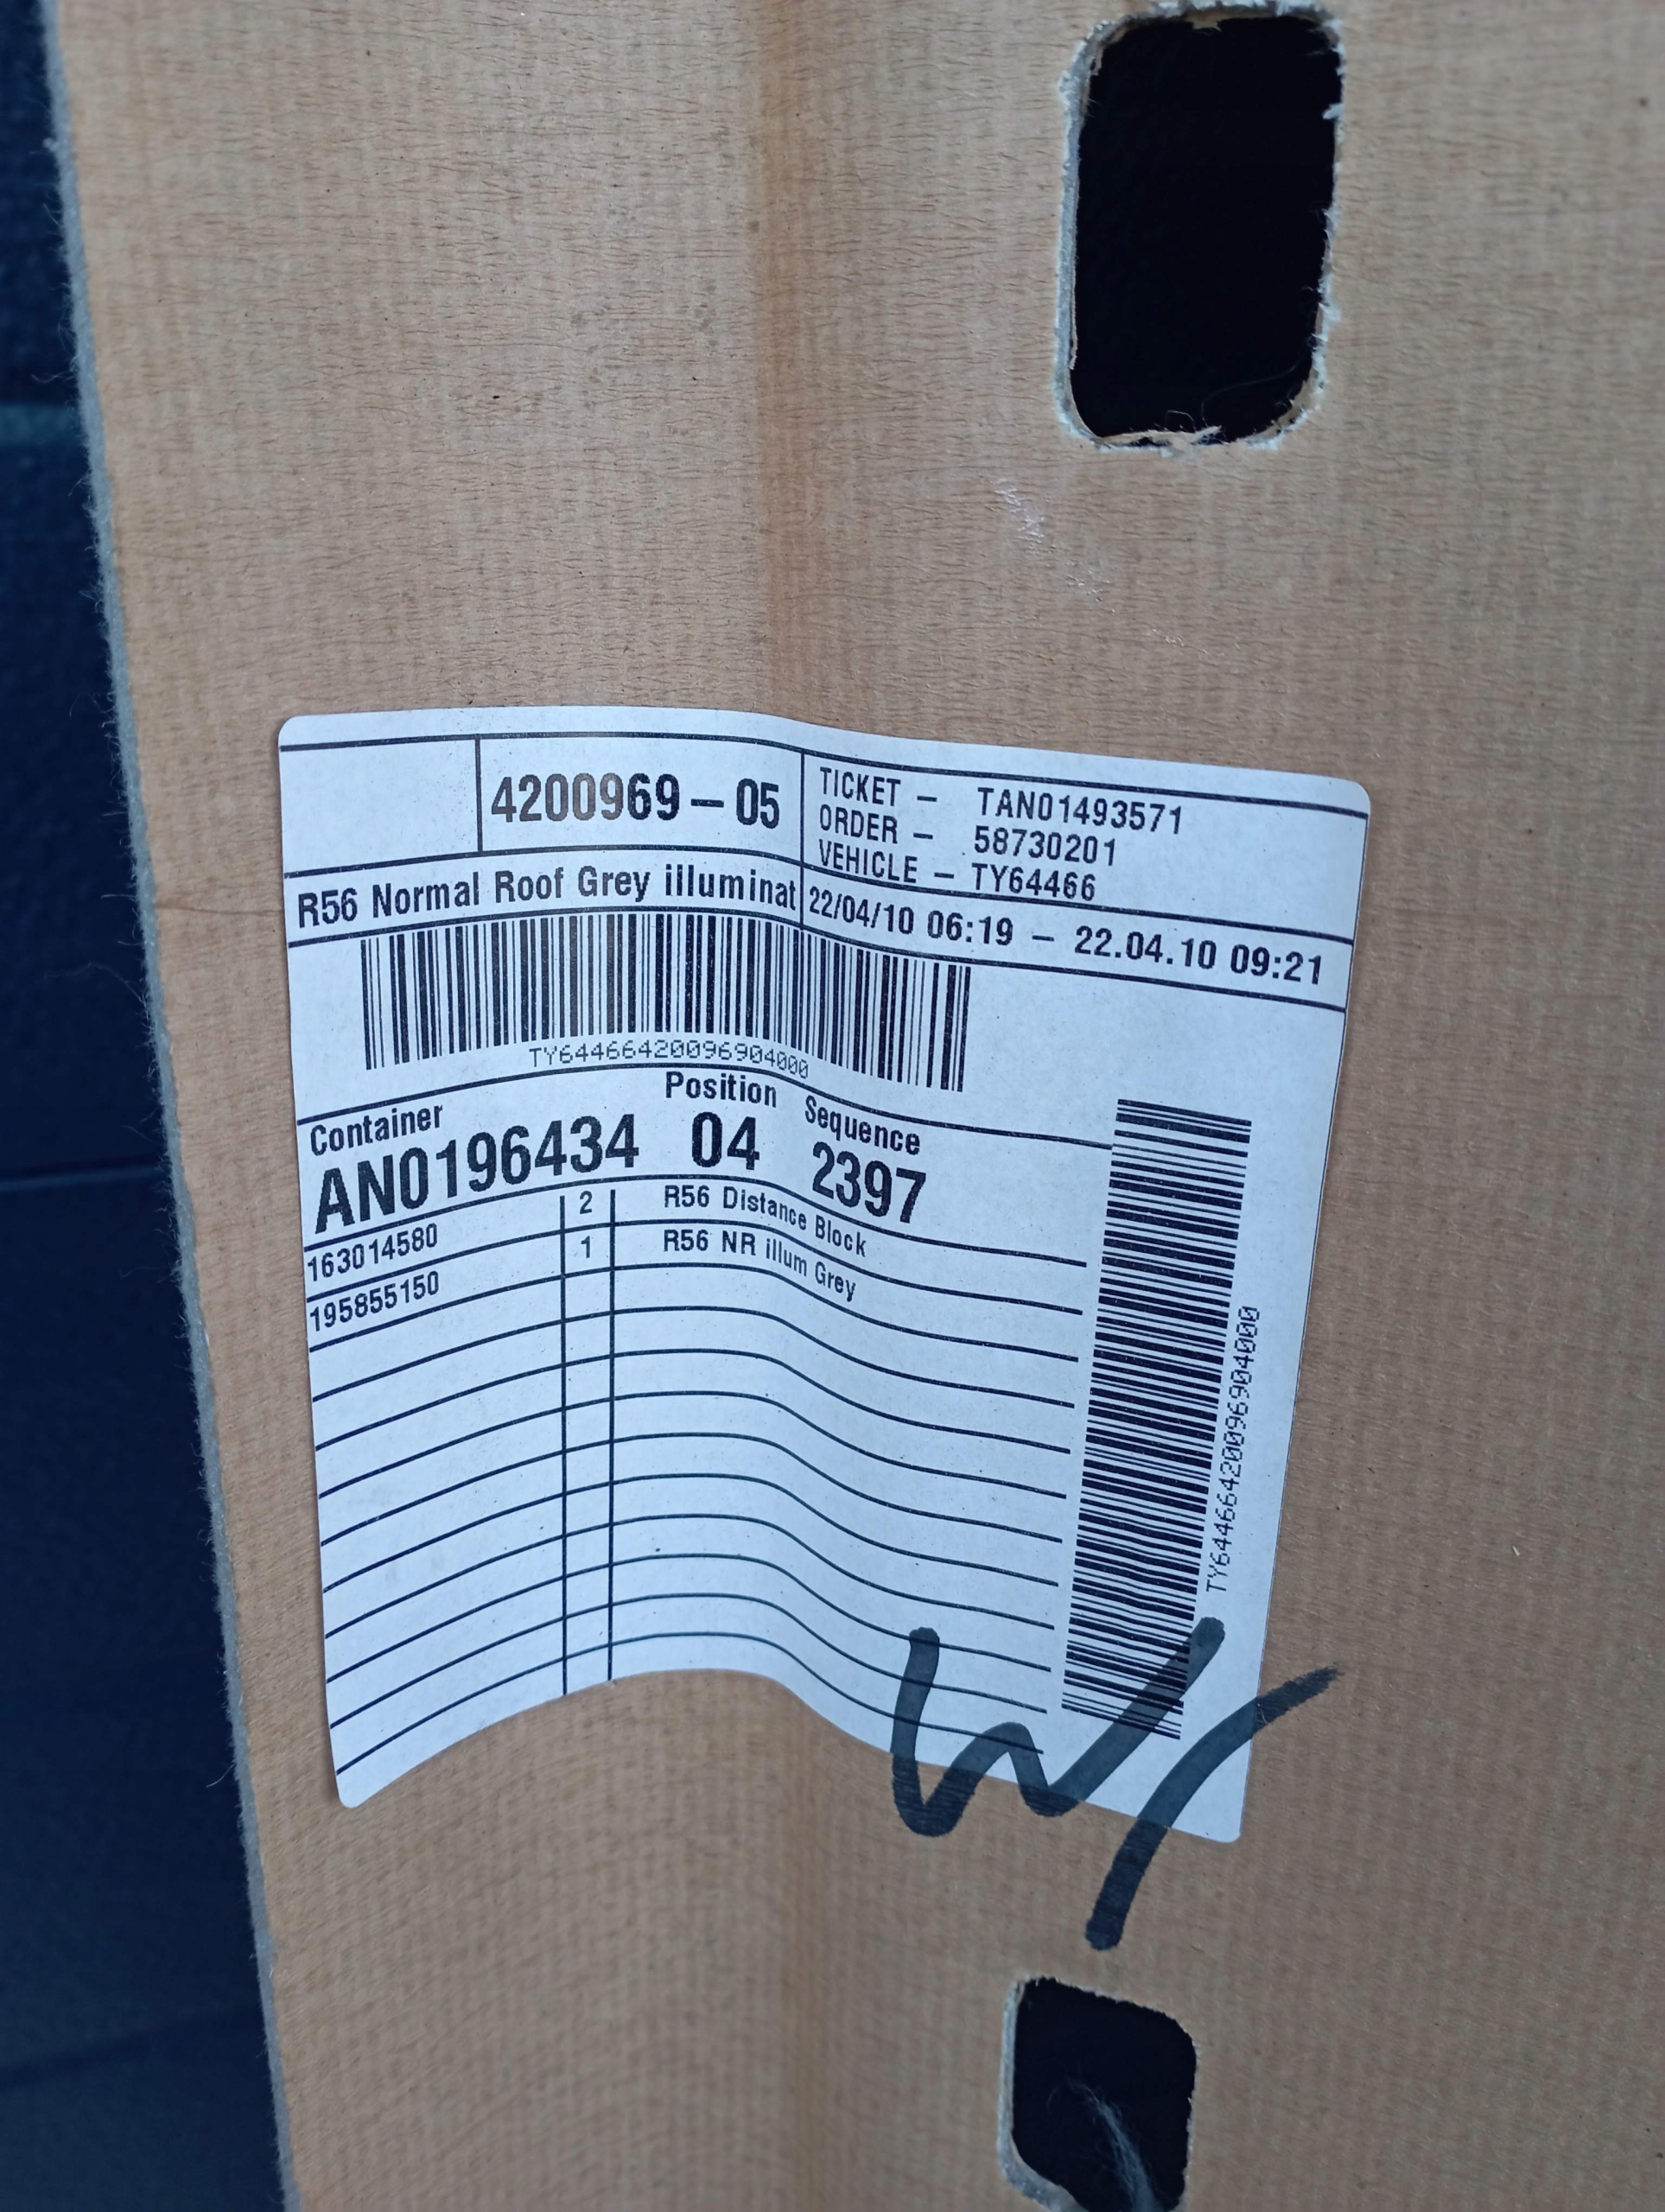 4200969-05
TICKET - TAN01493571
ORDER - 58730201
VEHICLE - TY64466
R56 Normal Roof Grey illuminat
22/04/10 06:19 - 22.04.10 09:21
TY64466420096904000
Container Position Sequence
AN0196434 04 2397
163014580 2 R56 Distance Block
195855150 1 R56 NR illum Grey
TY64466420096904000